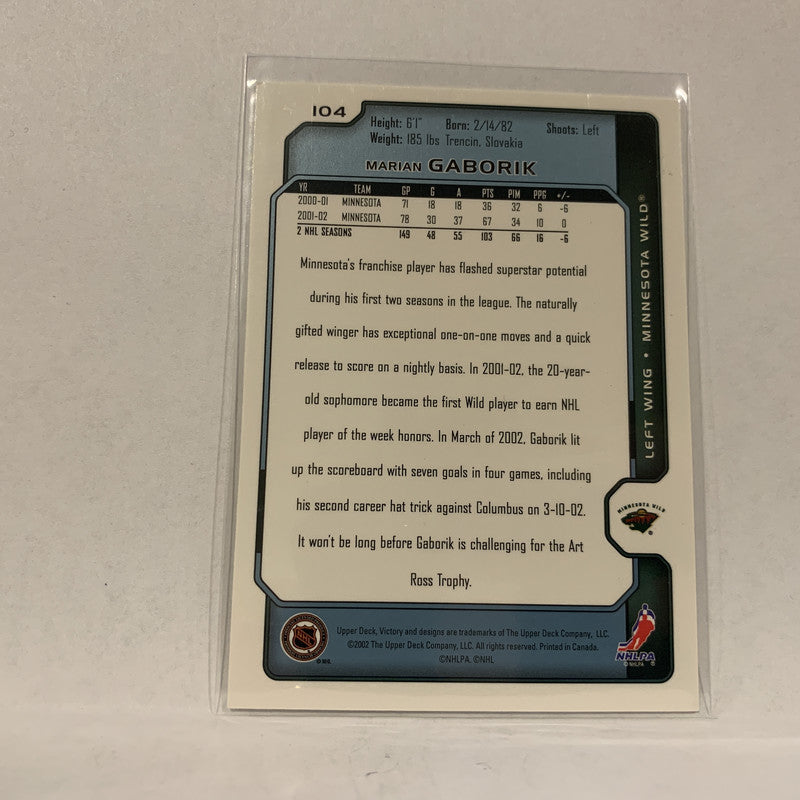 104
Height: 6'1" Born: 2/14/82 Shoots: Left
Weight: 185 lbs Trencin, Slovakia
MARIAN GABORIK
YR TEAM GP G A PTS PIM PPG +/-
2000-01 MINNESOTA 71 18 18 36 32 6 -6
2001-02 MINNESOTA 78 30 37 67 34 10 0
2 NHL SEASONS 149 48 55 103 66 16 -6
Minnesota's franchise player has flashed superstar potential
during his first two seasons in the league. The naturally
gifted winger has exceptional one-on-one moves and a quick
release to score on a nightly basis. In 2001-02, the 20-year-
old sophomore became the first Wild player to earn NHL
player of the week honors. In March of 2002, Gaborik lit
up the scoreboard with seven goals in four games, including
his second career hat trick against Columbus on 3-10-02.
It won't be long before Gaborik is challenging for the Art
Ross Trophy.
LEFT WING • MINNESOTA WILD®
MINNESOTA WILD
®
Upper Deck, Victory and designs are trademarks of The Upper Deck Company, LLC.
©2002 The Upper Deck Company, LLC. All rights reserved. Printed in Canada.
©NHLPA. ©NHL
NHL
© NHL
NHLPA
© NHLPA ®